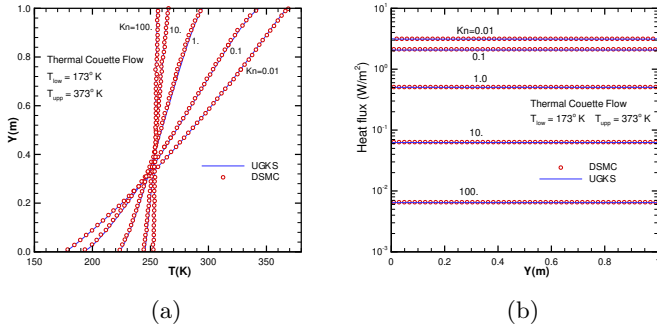 Kn=100.
10.
1.
0.1
Kn=0.01
Thermal Couette Flow
T_low = 173° K
T_upp = 373° K
UGKS
DSMC
Y(m)
1.0
0.8
0.6
0.4
0.2
0.0
150 200 250 300 350
T(K)
(a)
Kn=0.01
0.1
1.0
Thermal Couette Flow
T_low = 173° K T_upp = 373° K
10.
DSMC
UGKS
100.
Heat flux (W/m²)
10¹
10⁰
10⁻¹
10⁻²
10⁻³
0 0.2 0.4 0.6 0.8 1
Y(m)
(b)